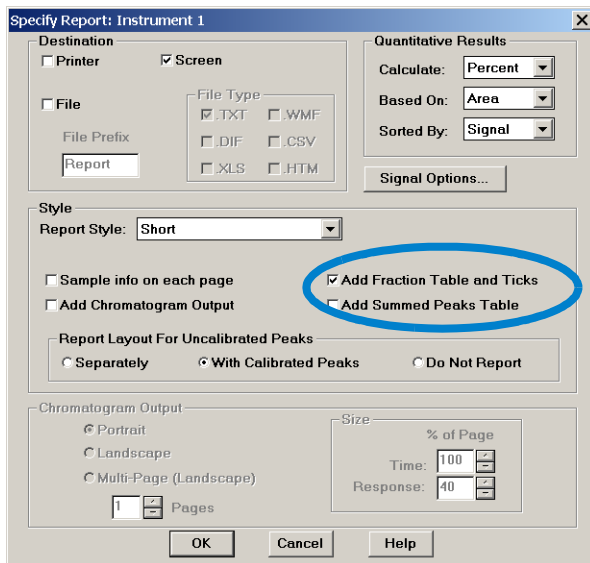 Specify Report: Instrument 1
Destination
Printer
Screen
File
File Prefix
Report
File Type
.TXT
.WMF
.DIF
.CSV
.XLS
.HTM
Quantitative Results
Calculate: Percent
Based On: Area
Sorted By: Signal
Signal Options...
Style
Report Style: Short
Sample info on each page
Add Fraction Table and Ticks
Add Chromatogram Output
Add Summed Peaks Table
Report Layout For Uncalibrated Peaks
Separately
With Calibrated Peaks
Do Not Report
Chromatogram Output
Portrait
Landscape
Multi-Page (Landscape)
1 Pages
Size
% of Page
Time: 100
Response: 40
OK
Cancel
Help